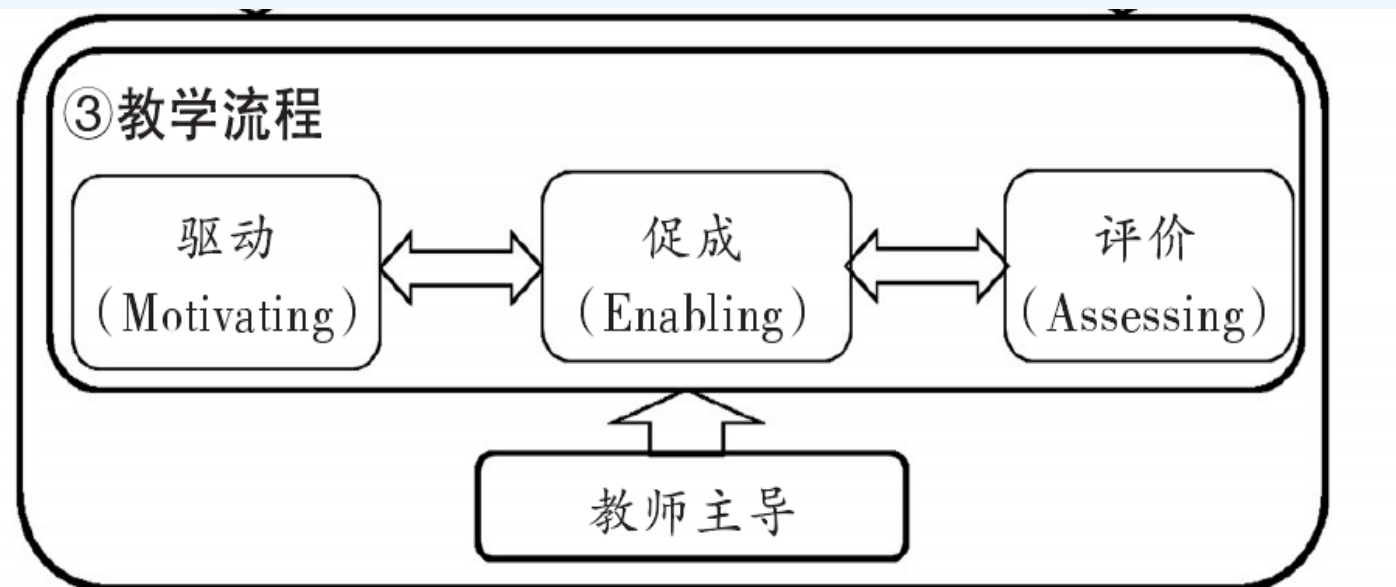 ③教学流程
驱动
（Motivating）
促成
（Enabling）
评价
（Assessing）
教师主导